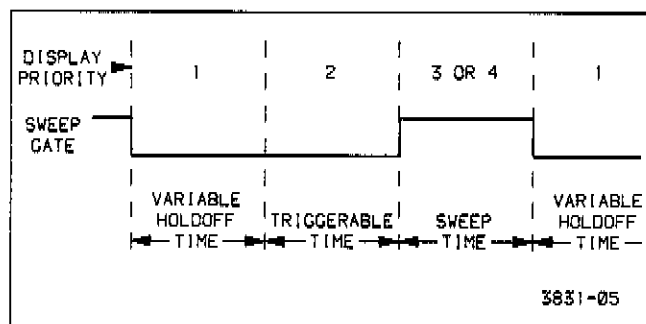 DISPLAY
PRIORITY
1
2
3 OR 4
1
SWEEP
GATE
VARIABLE
HOLDOFF
TIME
TRIGGERABLE
TIME
SWEEP
TIME
VARIABLE
HOLDOFF
TIME
3831-05